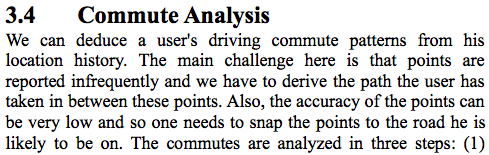 3.4 Commute Analysis
We can deduce a user's driving commute patterns from his
location history. The main challenge here is that points are
reported infrequently and we have to derive the path the user has
taken in between these points. Also, the accuracy of the points can
be very low and so one needs to snap the points to the road he is
likely to be on. The commutes are analyzed in three steps: (1)